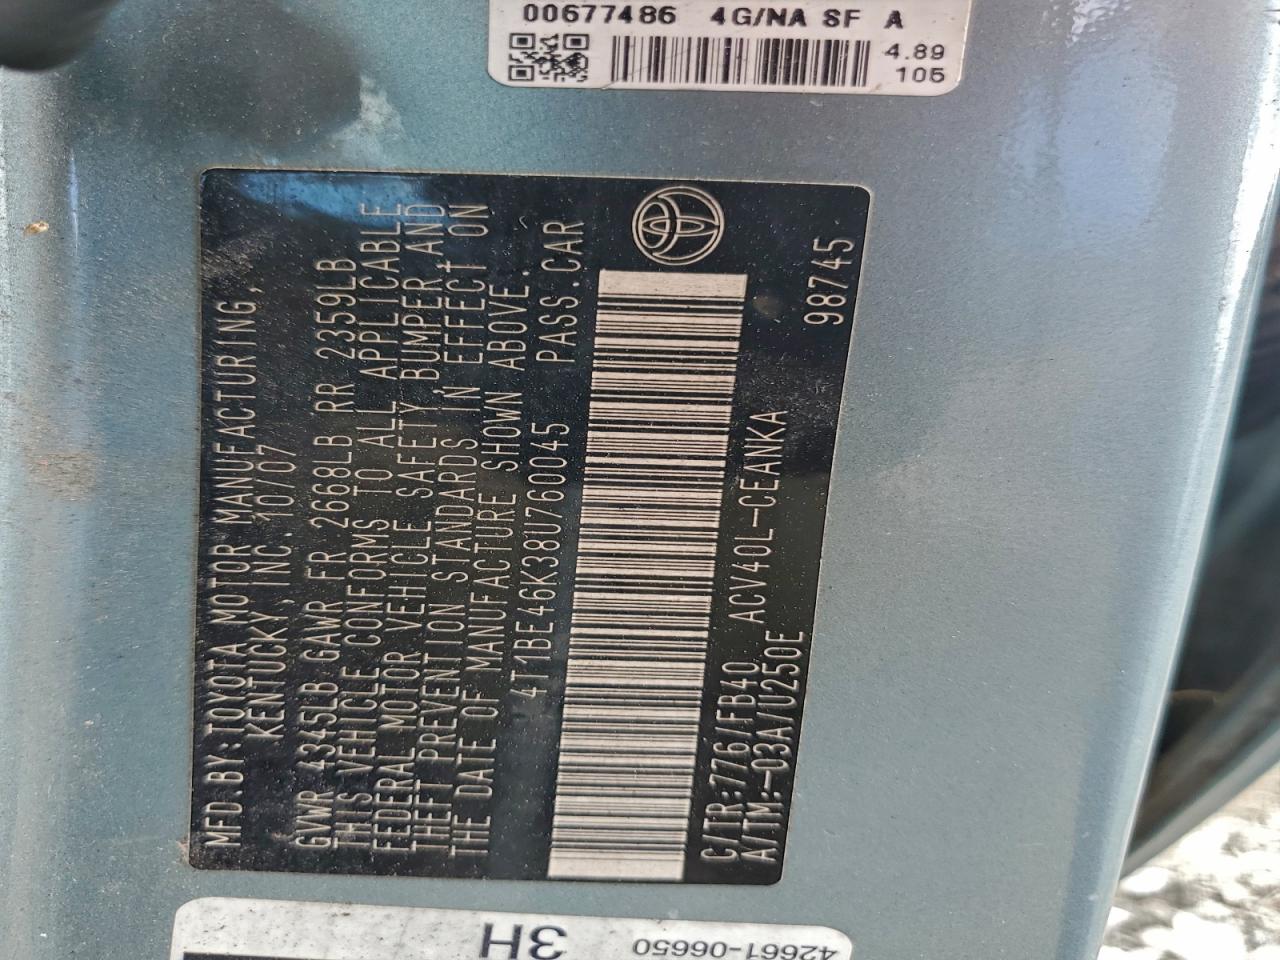 00677486 4G/NA SF A
4.89
105
MFD.BY:TOYOTA MOTOR MANUFACTURING,
KENTUCKY,INC 10/07
GVWR 4345LB GAWR FR 2668LB RR 2359LB
THIS VEHICLE CONFORMS TO ALL APPLICABLE
FEDERAL MOTOR VEHICLE SAFETY,BUMPER,AND
THEFT PREVENTION STANDARDS IN EFFECT ON
THE DATE OF MANUFACTURE SHOWN ABOVE.
4T1BE46K38U760045 PASS.CAR
C/TR:776/FB40 ACV40L-CEANKA
A/TM:-03A/U250E 98745
42661-06650
3H